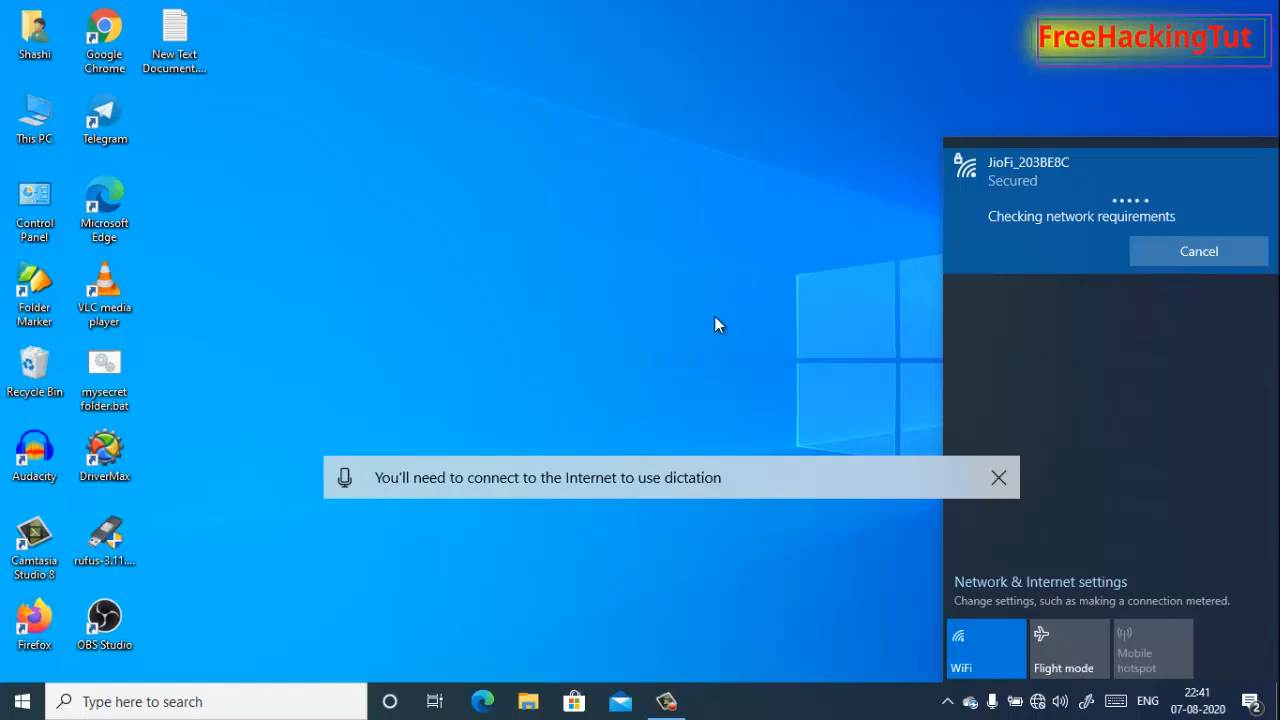 Shashi
Google
Chrome
New Text
Document....
FreeHackingTut
This PC
Telegram
Control
Panel
Microsoft
Edge
Folder
Marker
VLC media
player
Recycle Bin
mysecret
folder.bat
Audacity
DriverMax
Camtasia
Studio 8
rufus-3.11....
Firefox
OBS Studio
JioFi_203BE8C
Secured
Checking network requirements
Cancel
You'll need to connect to the Internet to use dictation
Network & Internet settings
Change settings, such as making a connection metered.
WiFi
Flight mode
Mobile
hotspot
Type here to search
ENG
22:41
07-08-2020
2